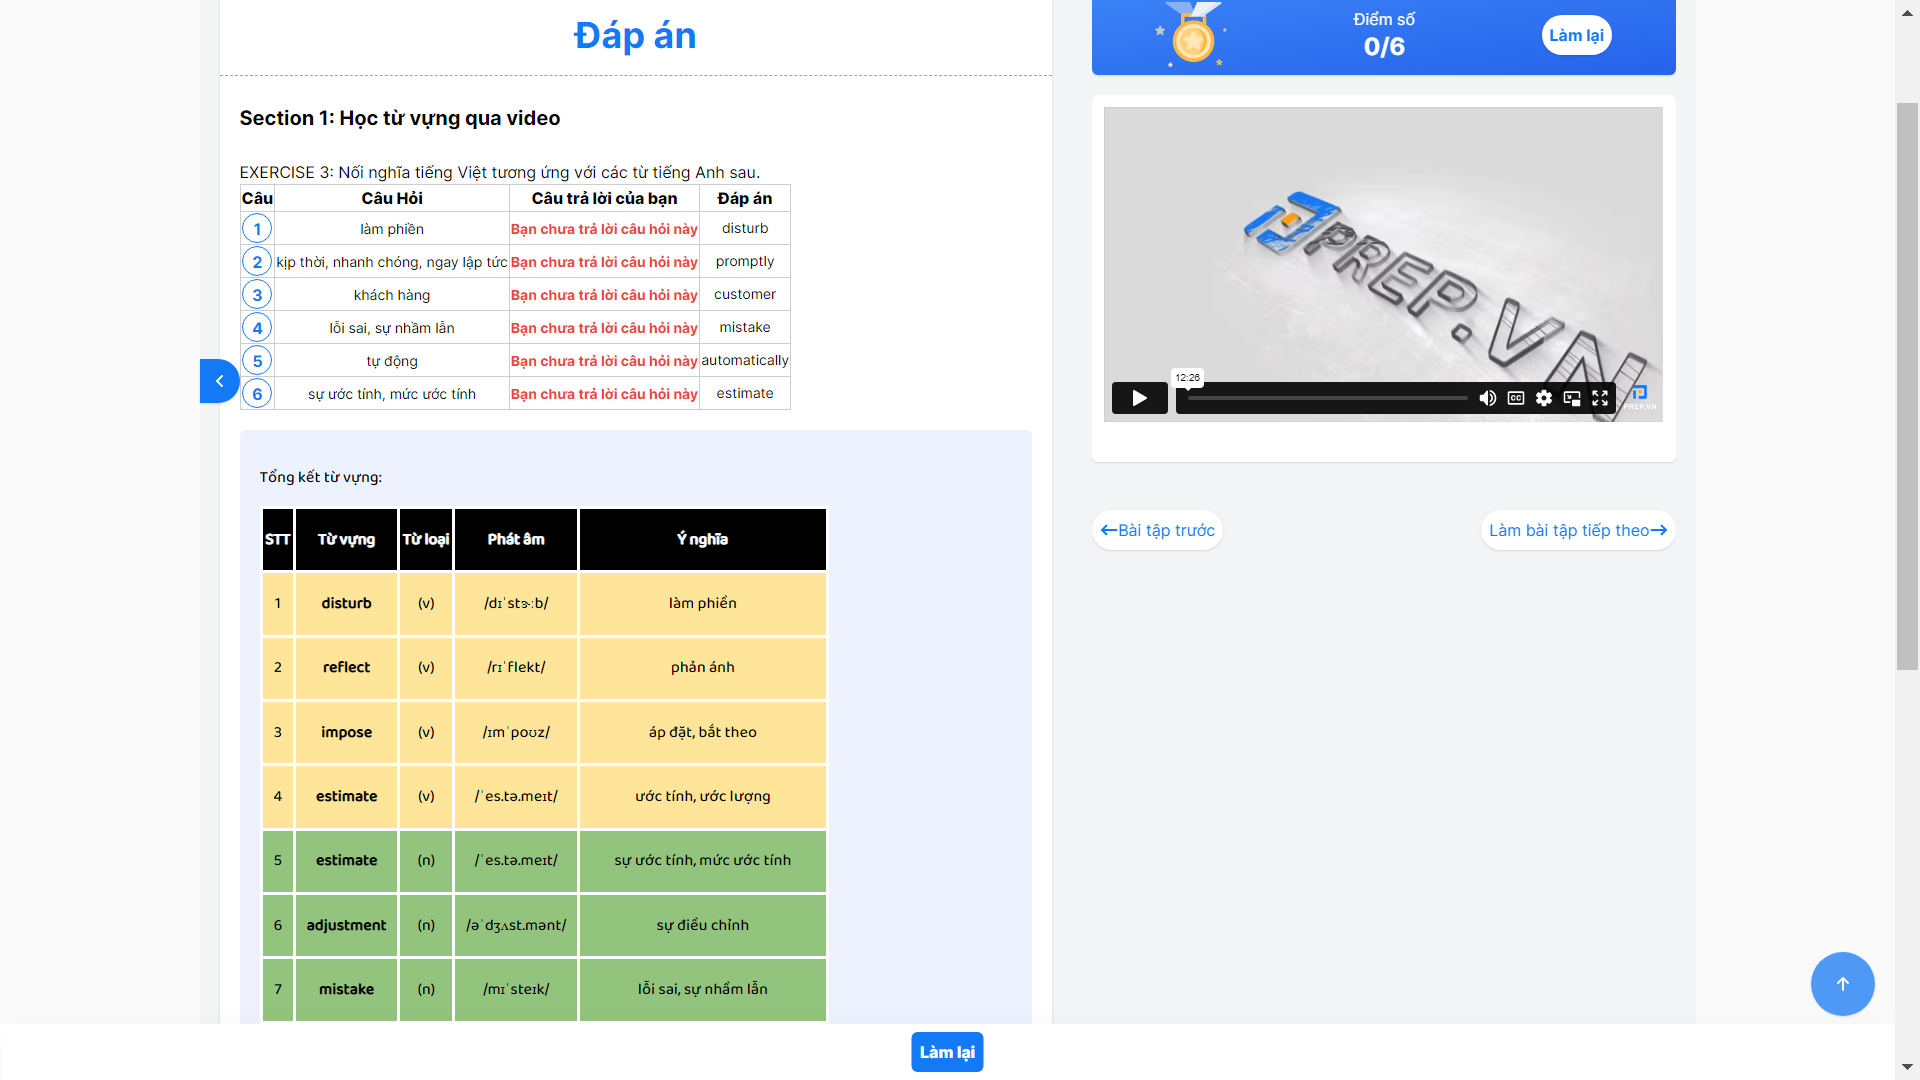 Đáp án
Section 1: Học từ vựng qua video
EXERCISE 3: Nối nghĩa tiếng Việt tương ứng với các từ tiếng Anh sau.
Câu Câu Hỏi Câu trả lời của bạn Đáp án
1 làm phiền Bạn chưa trả lời câu hỏi này disturb
2 kịp thời, nhanh chóng, ngay lập tức Bạn chưa trả lời câu hỏi này promptly
3 khách hàng Bạn chưa trả lời câu hỏi này customer
4 lỗi sai, sự nhầm lẫn Bạn chưa trả lời câu hỏi này mistake
5 tự động Bạn chưa trả lời câu hỏi này automatically
6 sự ước tính, mức ước tính Bạn chưa trả lời câu hỏi này estimate
Tổng kết từ vựng:
STT Từ vựng Từ loại Phát âm Ý nghĩa
1 disturb (v) /dɪˈstɝːb/ làm phiền
2 reflect (v) /rɪˈflekt/ phản ánh
3 impose (v) /ɪmˈpoʊz/ áp đặt, bắt theo
4 estimate (v) /ˈes.tə.meɪt/ ước tính, ước lượng
5 estimate (n) /ˈes.tə.meɪt/ sự ước tính, mức ước tính
6 adjustment (n) /əˈdʒʌst.mənt/ sự điều chỉnh
7 mistake (n) /mɪˈsteɪk/ lỗi sai, sự nhầm lẫn
Điểm số
0/6
Làm lại
PREP.VN
12:26
CC
PREP.VN
←Bài tập trước
Làm bài tập tiếp theo→
Làm lại